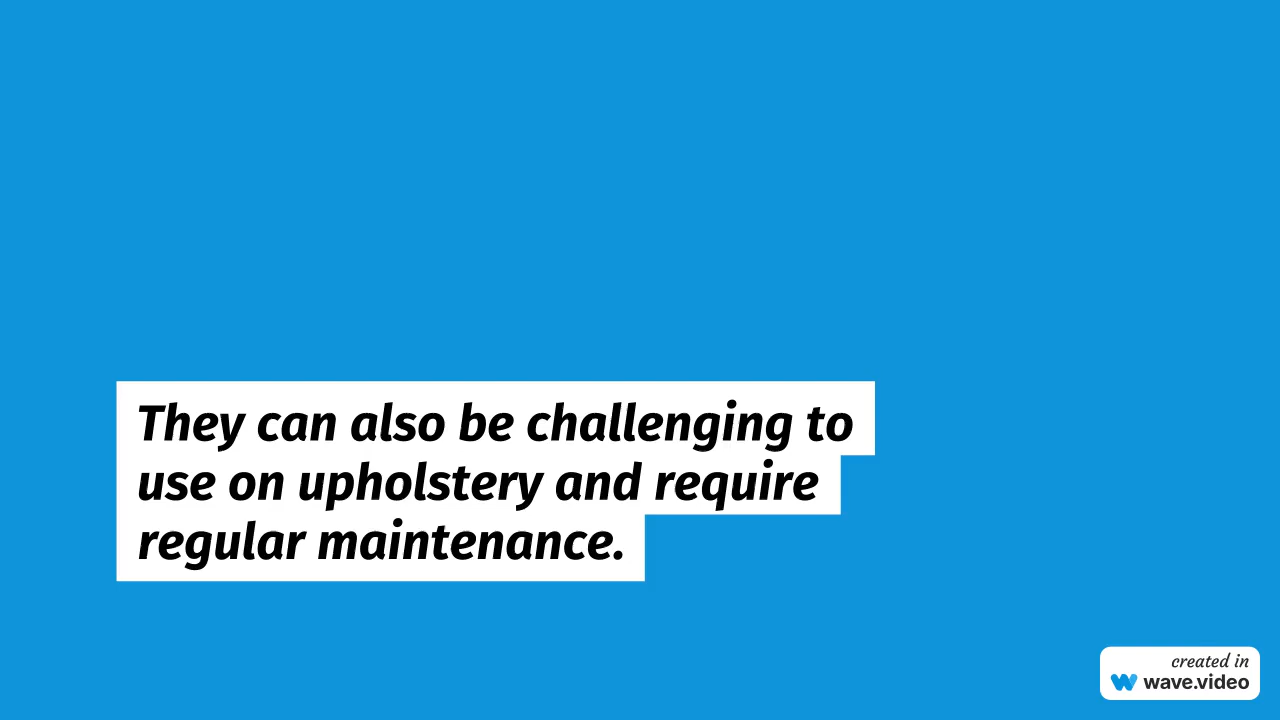 They can also be challenging to
use on upholstery and require
regular maintenance.
created in
wave.video